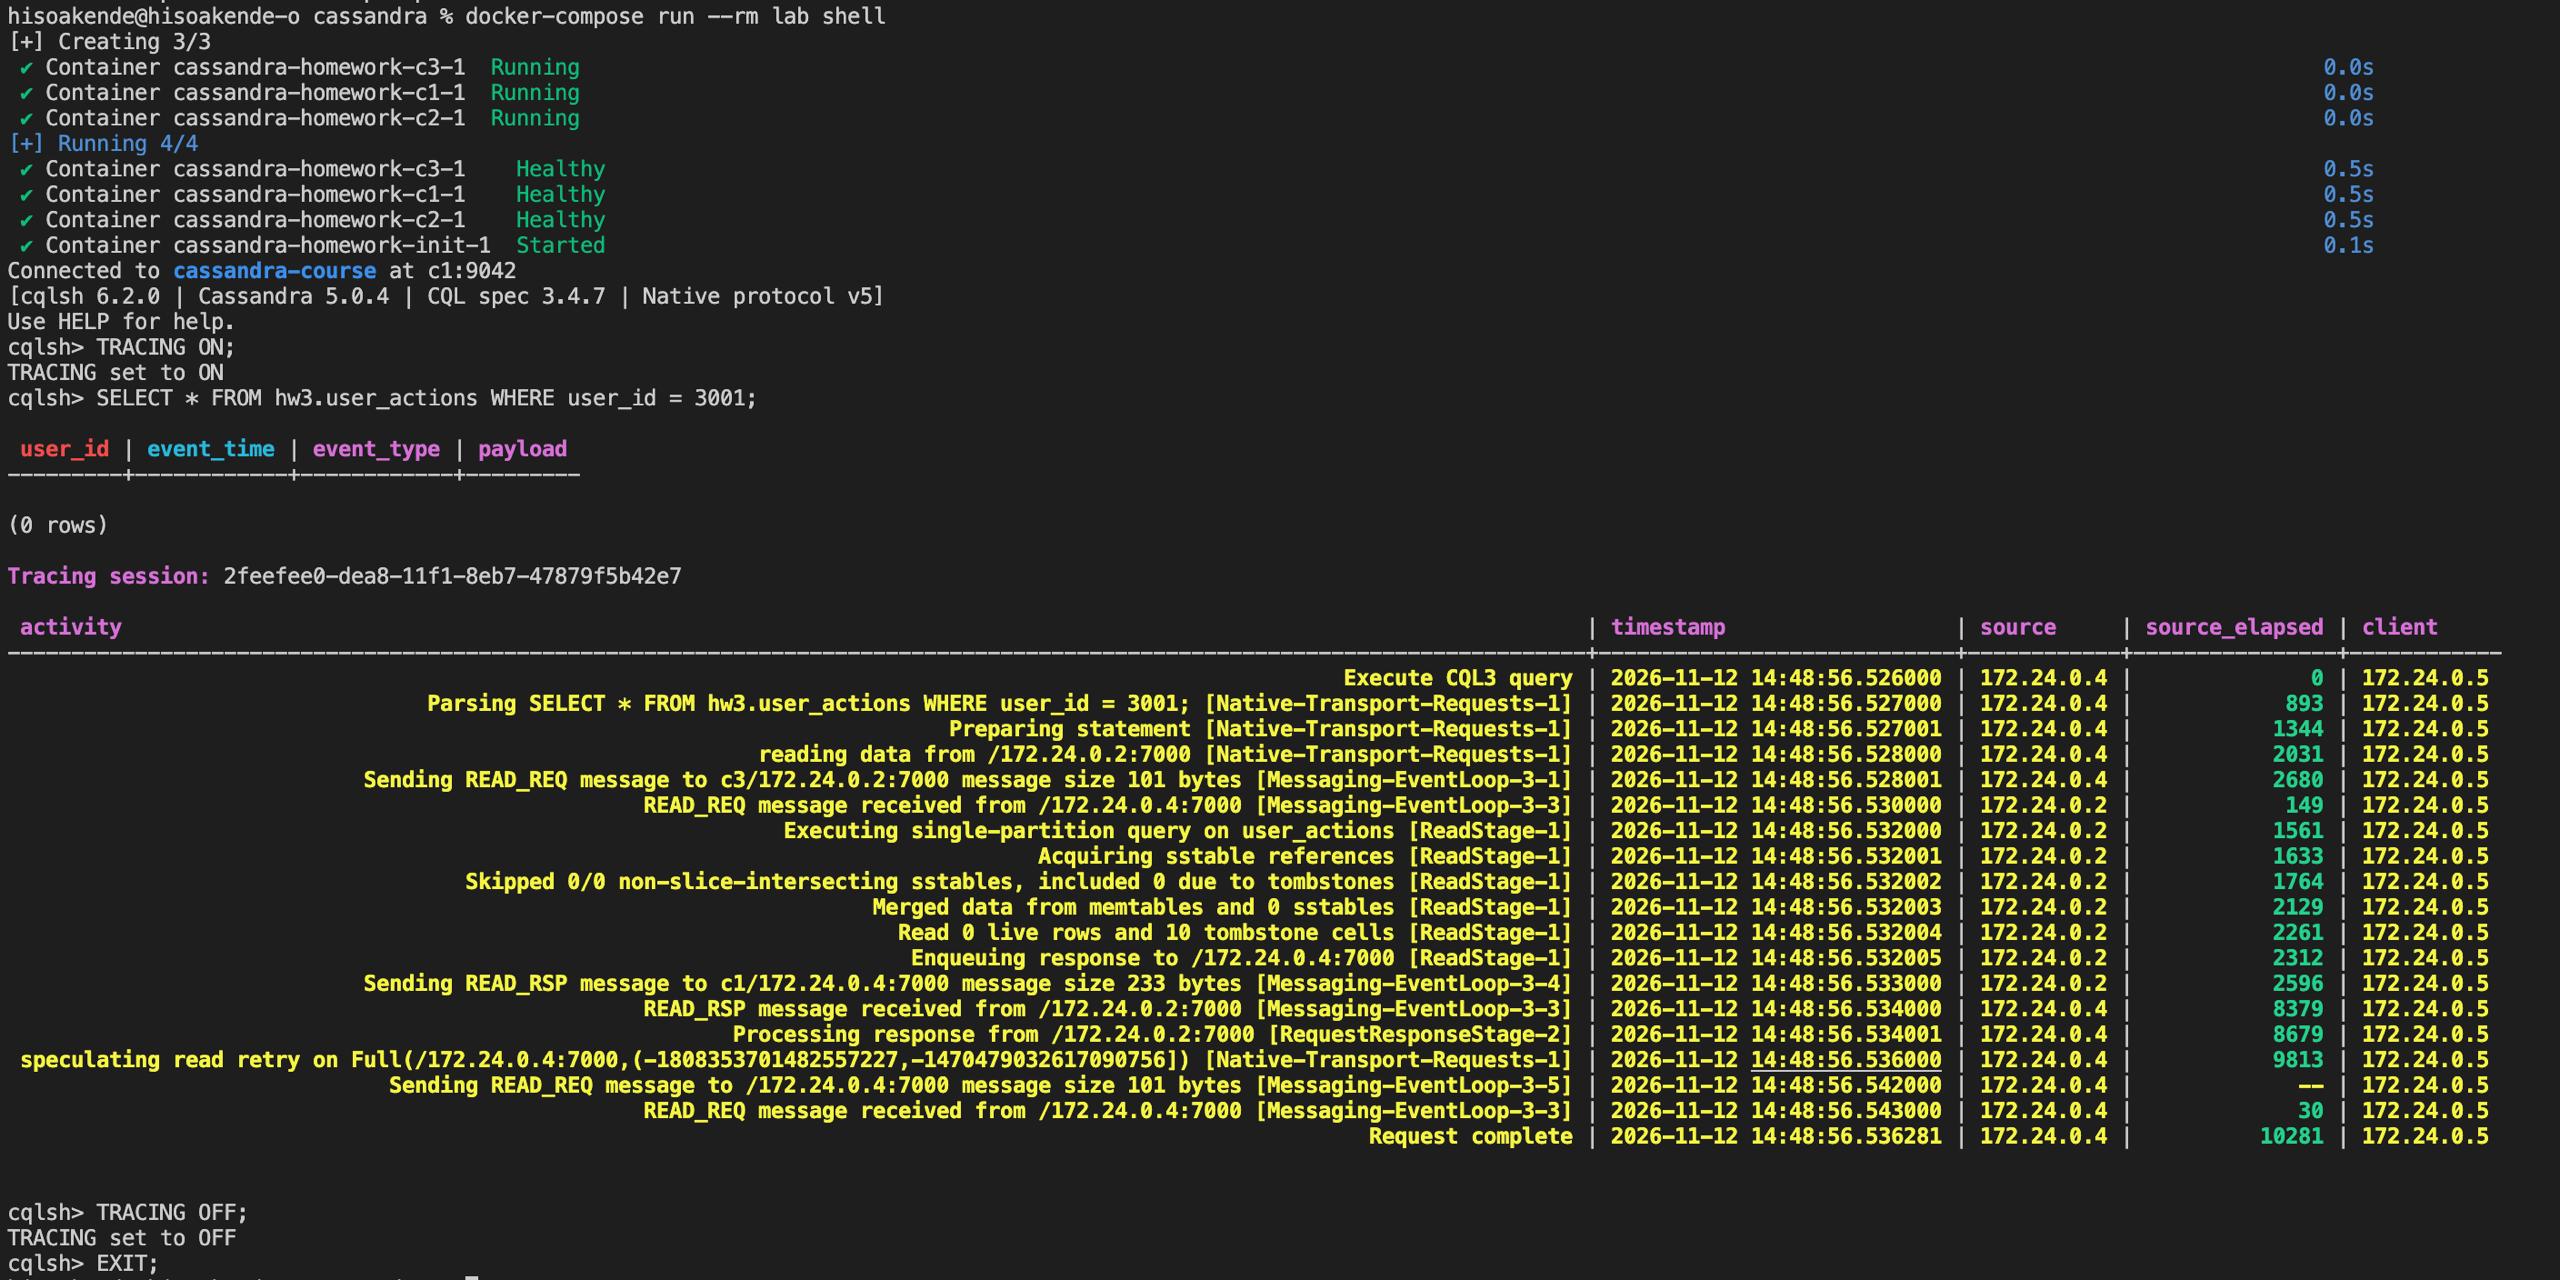 hisoakende@hisoakende-o cassandra % docker-compose run --rm lab shell
[+] Creating 3/3
✔ Container cassandra-homework-c3-1  Running 0.0s
✔ Container cassandra-homework-c1-1  Running 0.0s
✔ Container cassandra-homework-c2-1  Running 0.0s
[+] Running 4/4
✔ Container cassandra-homework-c3-1    Healthy 0.5s
✔ Container cassandra-homework-c1-1    Healthy 0.5s
✔ Container cassandra-homework-c2-1    Healthy 0.5s
✔ Container cassandra-homework-init-1  Started 0.1s
Connected to cassandra-course at c1:9042
[cqlsh 6.2.0 | Cassandra 5.0.4 | CQL spec 3.4.7 | Native protocol v5]
Use HELP for help.
cqlsh> TRACING ON;
TRACING set to ON
cqlsh> SELECT * FROM hw3.user_actions WHERE user_id = 3001;
user_id | event_time | event_type | payload
(0 rows)
Tracing session: 2feefee0-dea8-11f1-8eb7-47879f5b42e7
activity | timestamp | source | source_elapsed | client
Execute CQL3 query | 2026-11-12 14:48:56.526000 | 172.24.0.4 | 0 | 172.24.0.5
Parsing SELECT * FROM hw3.user_actions WHERE user_id = 3001; [Native-Transport-Requests-1] | 2026-11-12 14:48:56.527000 | 172.24.0.4 | 893 | 172.24.0.5
Preparing statement [Native-Transport-Requests-1] | 2026-11-12 14:48:56.527001 | 172.24.0.4 | 1344 | 172.24.0.5
reading data from /172.24.0.2:7000 [Native-Transport-Requests-1] | 2026-11-12 14:48:56.528000 | 172.24.0.4 | 2031 | 172.24.0.5
Sending READ_REQ message to c3/172.24.0.2:7000 message size 101 bytes [Messaging-EventLoop-3-1] | 2026-11-12 14:48:56.528001 | 172.24.0.4 | 2680 | 172.24.0.5
READ_REQ message received from /172.24.0.4:7000 [Messaging-EventLoop-3-3] | 2026-11-12 14:48:56.530000 | 172.24.0.2 | 149 | 172.24.0.5
Executing single-partition query on user_actions [ReadStage-1] | 2026-11-12 14:48:56.532000 | 172.24.0.2 | 1561 | 172.24.0.5
Acquiring sstable references [ReadStage-1] | 2026-11-12 14:48:56.532001 | 172.24.0.2 | 1633 | 172.24.0.5
Skipped 0/0 non-slice-intersecting sstables, included 0 due to tombstones [ReadStage-1] | 2026-11-12 14:48:56.532002 | 172.24.0.2 | 1764 | 172.24.0.5
Merged data from memtables and 0 sstables [ReadStage-1] | 2026-11-12 14:48:56.532003 | 172.24.0.2 | 2129 | 172.24.0.5
Read 0 live rows and 10 tombstone cells [ReadStage-1] | 2026-11-12 14:48:56.532004 | 172.24.0.2 | 2261 | 172.24.0.5
Enqueuing response to /172.24.0.4:7000 [ReadStage-1] | 2026-11-12 14:48:56.532005 | 172.24.0.2 | 2312 | 172.24.0.5
Sending READ_RSP message to c1/172.24.0.4:7000 message size 233 bytes [Messaging-EventLoop-3-4] | 2026-11-12 14:48:56.533000 | 172.24.0.2 | 2596 | 172.24.0.5
READ_RSP message received from /172.24.0.2:7000 [Messaging-EventLoop-3-3] | 2026-11-12 14:48:56.534000 | 172.24.0.4 | 8379 | 172.24.0.5
Processing response from /172.24.0.2:7000 [RequestResponseStage-2] | 2026-11-12 14:48:56.534001 | 172.24.0.4 | 8679 | 172.24.0.5
speculating read retry on Full(/172.24.0.4:7000,(-1808353701482557227,-1470479032617090756]) [Native-Transport-Requests-1] | 2026-11-12 14:48:56.536000 | 172.24.0.4 | 9813 | 172.24.0.5
Sending READ_REQ message to /172.24.0.4:7000 message size 101 bytes [Messaging-EventLoop-3-5] | 2026-11-12 14:48:56.542000 | 172.24.0.4 | -- | 172.24.0.5
READ_REQ message received from /172.24.0.4:7000 [Messaging-EventLoop-3-3] | 2026-11-12 14:48:56.543000 | 172.24.0.4 | 30 | 172.24.0.5
Request complete | 2026-11-12 14:48:56.536281 | 172.24.0.4 | 10281 | 172.24.0.5
cqlsh> TRACING OFF;
TRACING set to OFF
cqlsh> EXIT;